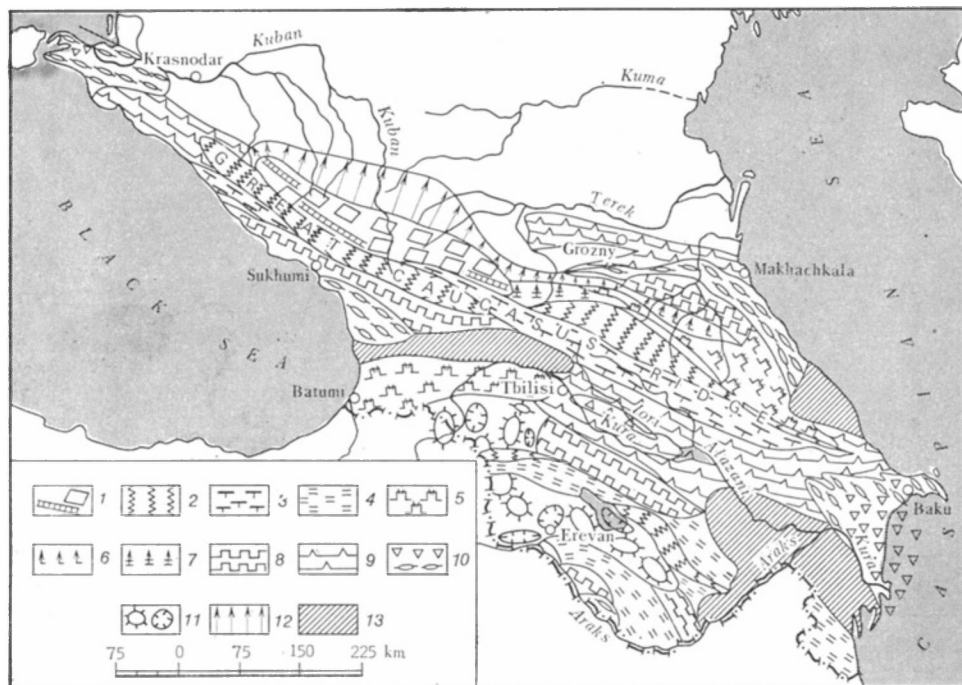 Krasnodar
Kuban
Kuban
Kuma
Terek
Grozny
Makhachkala
GREAT CAUCASUS RIDGE
Sukhumi
BLACK SEA
CASPIAN SEA
Batumi
Tbilisi
Iori
Kura
Alazani
Baku
Erevan
Araks
Kura
Araks
1 2 3 4 5
6 7 8 9 10
11 12 13
75 0 75 150 225 km